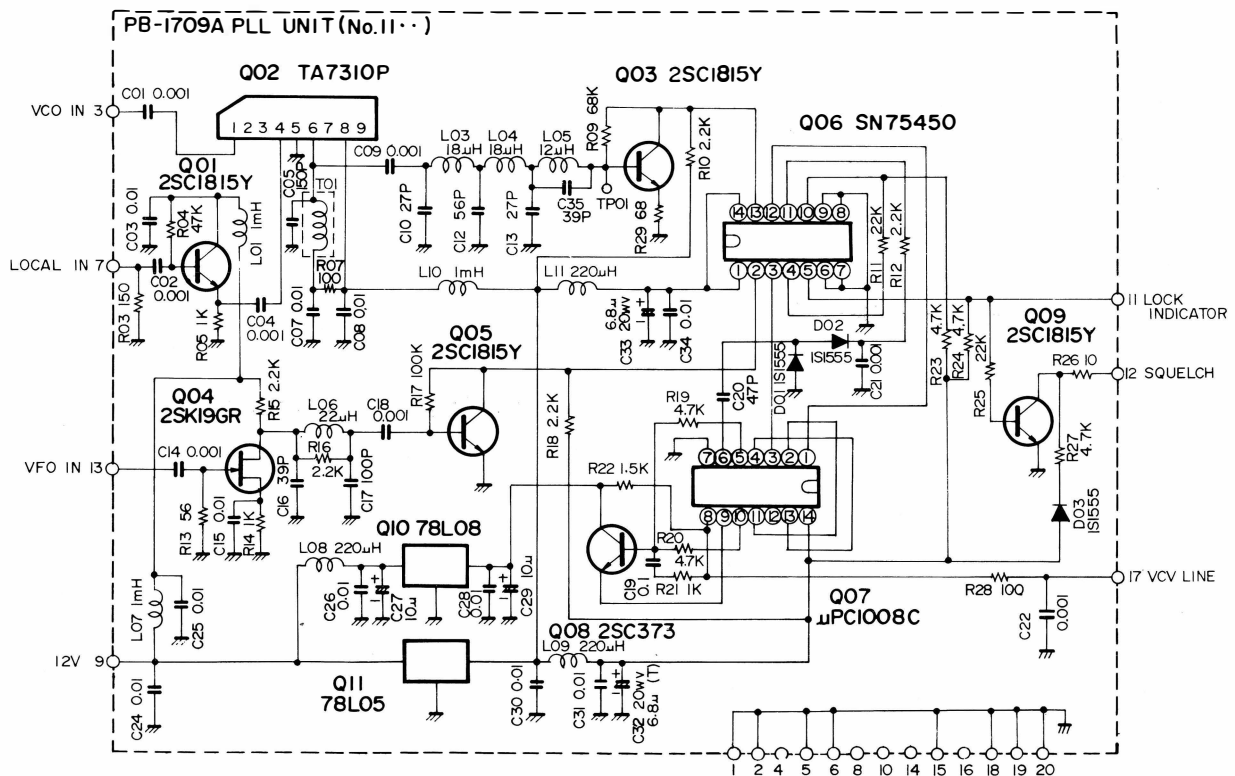 PB-1709A PLL UNIT (No.11··)
Q02 TA7310P
Q03 2SC1815Y
Q06 SN75450
C01 0.001
VCO IN 3
1 2 3 4 5 6 7 8 9
Q01
2SC1815Y
C03 0.01
R04
47K
L01 1mH
LOCAL IN 7
C02
0.001
R03 150
R05 1K
C04
0.001
C05
150P
T01
R07
100
C07 0.01
C08 0.01
C09 0.001
L03
18µH
L04
18µH
L05
12µH
C10 27P
C12 56P
C13 27P
C35
39P
R09 68K
TP01
R29 68
R10 2.2K
L10 1mH
L11 220µH
6.8µ
20wv
C33
C34 0.01
14 13 12 11 10 9 8
1 2 3 4 5 6 7
R11 22K
R12 2.2K
11 LOCK
INDICATOR
D02
1S1555
D01 1S1555
C21 0.001
C20
47P
R23 4.7K
R24 4.7K
22K
R25
Q09
2SC1815Y
R26 10
12 SQUELCH
R27
4.7K
D03
1S1555
Q05
2SC1815Y
R17 100K
Q04
2SK19GR
R15 2.2K
L06
22µH
R16
2.2K
C18
0.001
C16 39P
C17 100P
VFO IN 13
C14 0.001
R13 56
C15 0.01
R14 1K
R18 2.2K
R19
4.7K
R22 1.5K
7 6 5 4 3 2 1
8 9 10 11 12 13 14
R20
4.7K
C19
0.1
R21 1K
Q07
µPC1008C
R28 100
17 VCV LINE
C22
0.001
Q10 78L08
L08 220µH
C26
0.01
C27
10µ
C28
0.01
C29
10µ
L07 1mH
C25 0.01
Q08 2SC373
L09 220µH
12V 9
Q11
78L05
C24 0.01
C30 0.01
C31 0.01
C32 20wv
6.8µ (T)
1 2 4 5 6 8 10 14 15 16 18 19 20